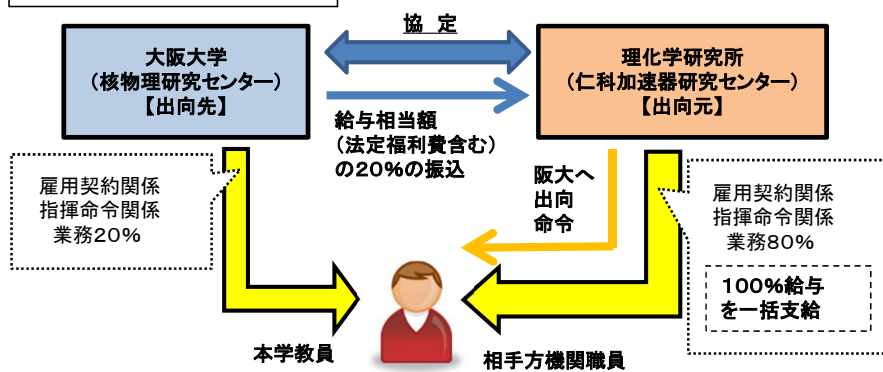 協 定
大阪大学
（核物理研究センター）
【出向先】
理化学研究所
（仁科加速器研究センター）
【出向元】
給与相当額
（法定福利費含む）
の20％の振込
阪大へ
出向
命令
雇用契約関係
指揮命令関係
業務20％
雇用契約関係
指揮命令関係
業務80％
100％給与
を一括支給
本学教員
相手方機関職員